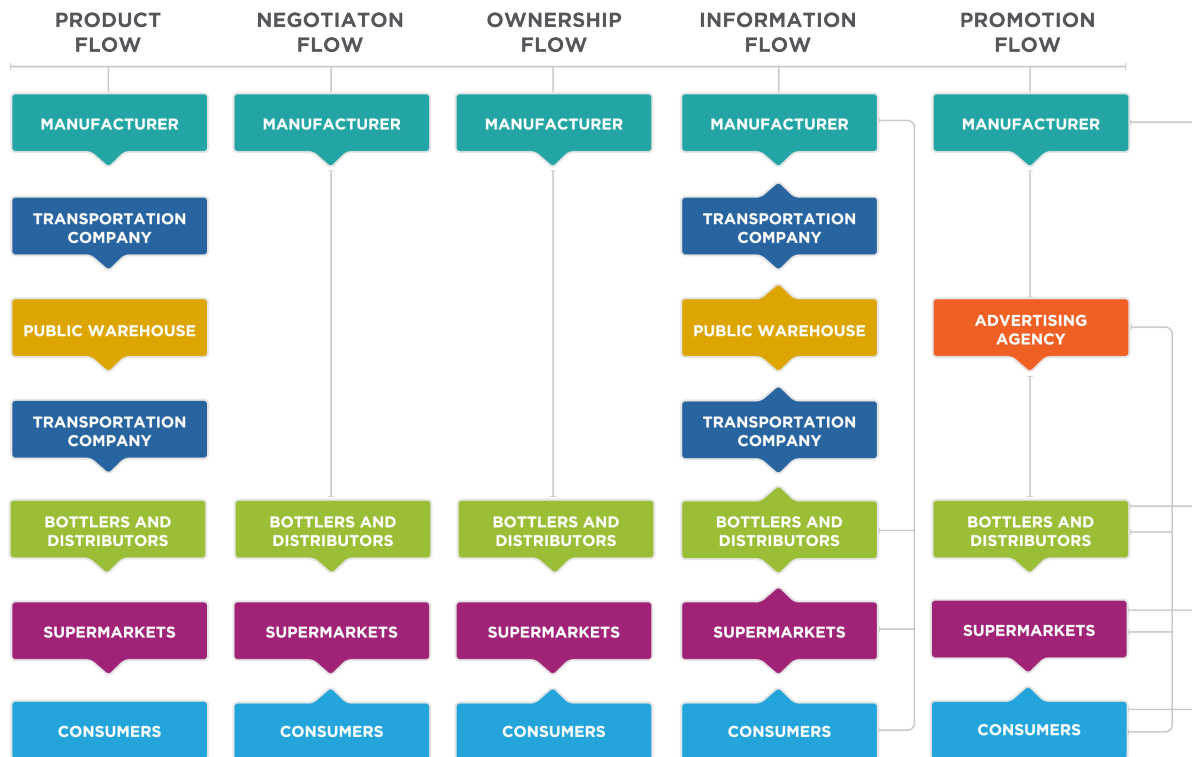 PRODUCT
FLOW
NEGOTIATON
FLOW
OWNERSHIP
FLOW
INFORMATION
FLOW
PROMOTION
FLOW
MANUFACTURER
MANUFACTURER
MANUFACTURER
MANUFACTURER
MANUFACTURER
TRANSPORTATION
COMPANY
TRANSPORTATION
COMPANY
PUBLIC WAREHOUSE
PUBLIC WAREHOUSE
ADVERTISING
AGENCY
TRANSPORTATION
COMPANY
TRANSPORTATION
COMPANY
BOTTLERS AND
DISTRIBUTORS
BOTTLERS AND
DISTRIBUTORS
BOTTLERS AND
DISTRIBUTORS
BOTTLERS AND
DISTRIBUTORS
BOTTLERS AND
DISTRIBUTORS
SUPERMARKETS
SUPERMARKETS
SUPERMARKETS
SUPERMARKETS
SUPERMARKETS
CONSUMERS
CONSUMERS
CONSUMERS
CONSUMERS
CONSUMERS